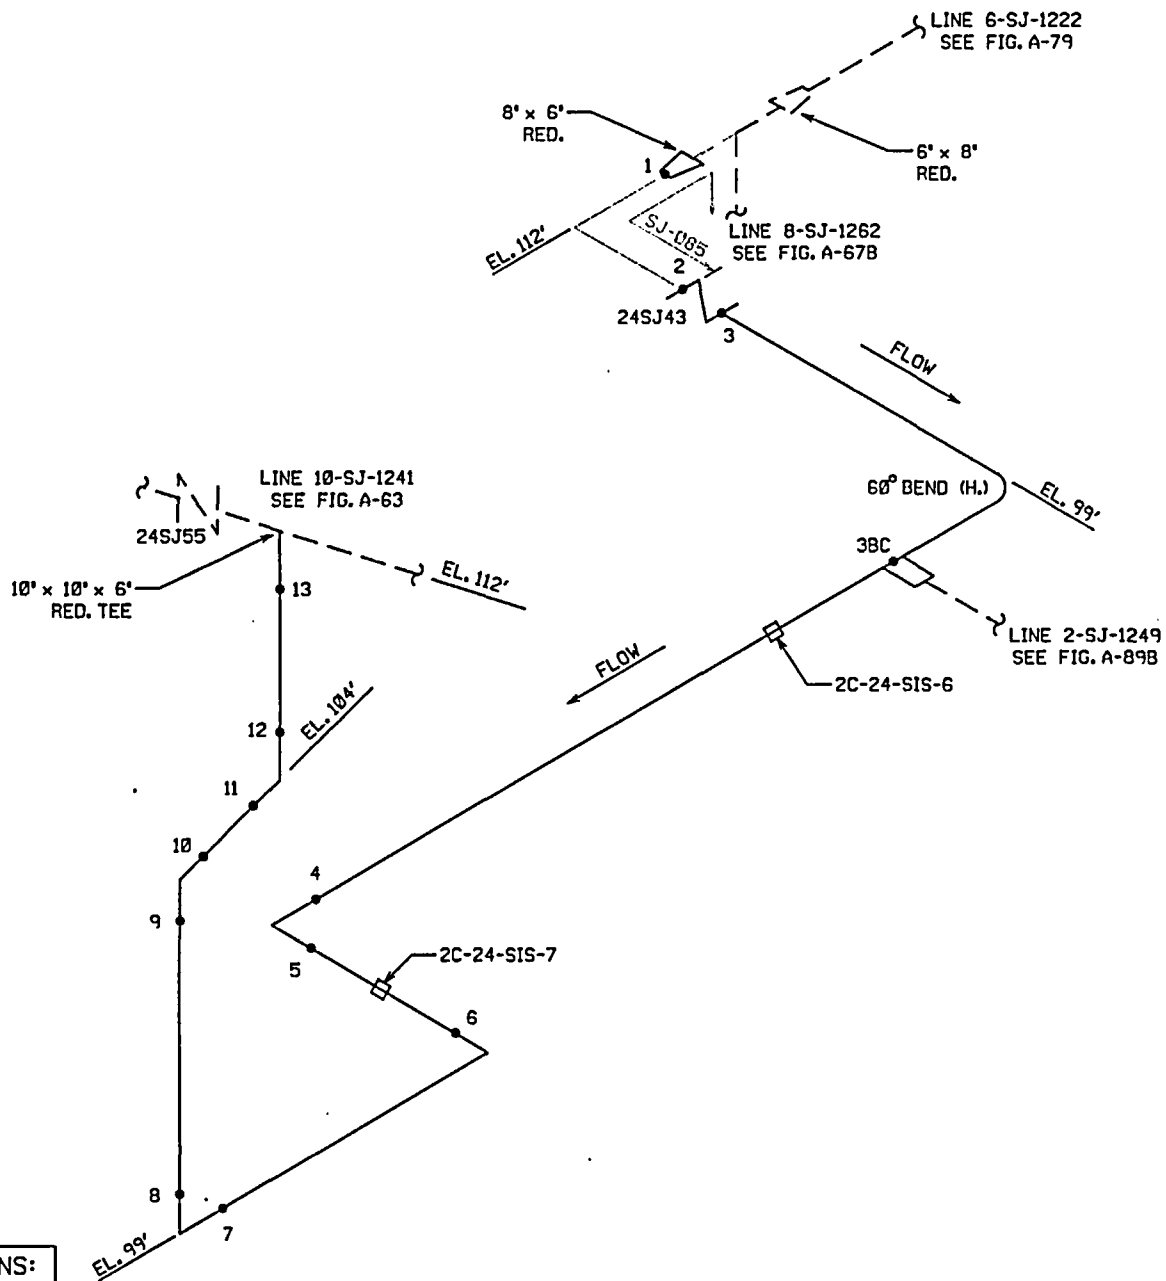 LINE 6-SJ-1222
SEE FIG. A-79
8" x 6"
RED.
6" x 8"
RED.
1
LINE 8-SJ-1262
SEE FIG. A-67B
EL. 112'
SJ-085
2
24SJ43
3
FLOW
LINE 10-SJ-1241
SEE FIG. A-63
60° BEND (H.)
EL. 99'
24SJ55
3BC
EL. 112'
10" x 10" x 6"
RED. TEE
13
LINE 2-SJ-1249
SEE FIG. A-89B
FLOW
2C-24-SIS-6
EL. 104'
12
11
10
4
9
5
2C-24-SIS-7
6
8
7
EL. 99'
NS: